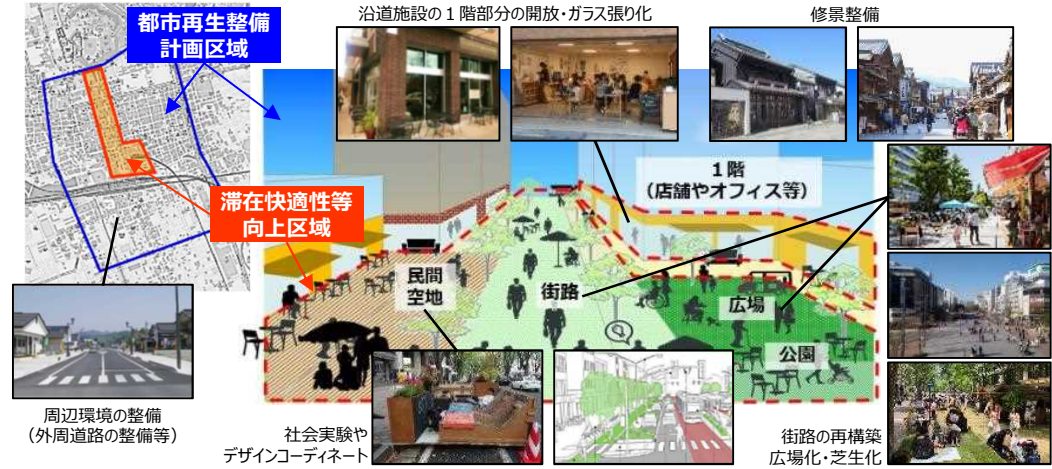 沿道施設の１階部分の開放・ガラス張り化
修景整備
都市再生整備
計画区域
滞在快適性等
向上区域
１階
（店舗やオフィス等）
民間
空地
街路
広場
公園
周辺環境の整備
（外周道路の整備等）
社会実験や
デザインコーディネート
街路の再構築
広場化・芝生化